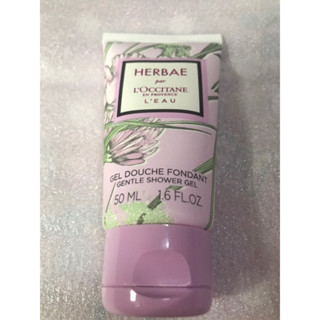 HERBAE
par
L'OCCITANE
EN PROVENCE
L'EAU
GEL DOUCHE FONDANT
GENTLE SHOWER GEL
50 ML 1.6 FL.OZ.